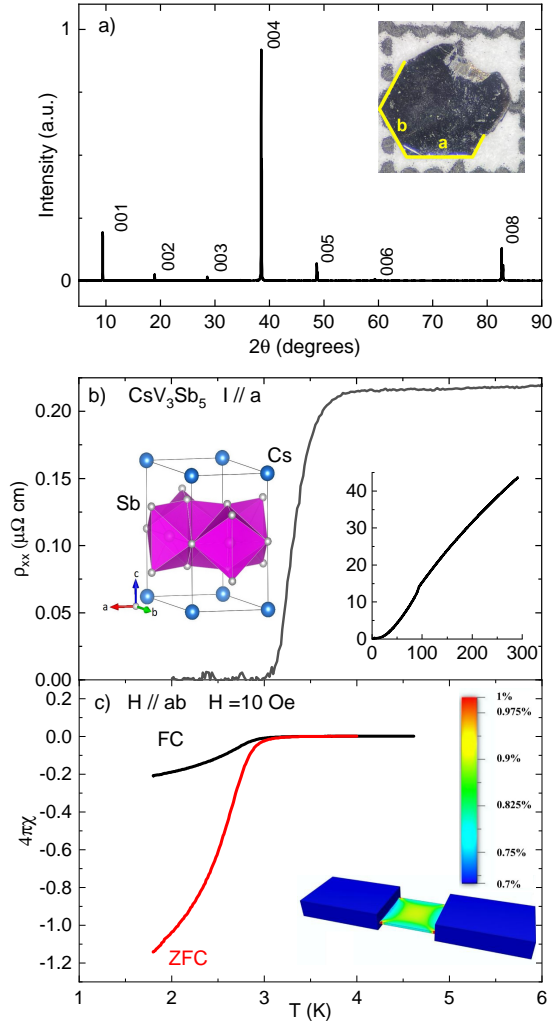 a)
1
0
Intensity (a.u.)
001
002
003
004
005
006
008
b
a
10 20 30 40 50 60 70 80 90
2θ (degrees)
b) CsV₃Sb₅ I // a
0.20
0.15
0.10
0.05
0.00
ρxx (μΩ cm)
Cs
Sb
c
a
b
40
30
20
10
0
0 100 200 300
c) H // ab H =10 Oe
0.2
0.0
-0.2
-0.4
-0.6
-0.8
-1.0
-1.2
4πχ
FC
ZFC
1%
0.975%
0.9%
0.825%
0.75%
0.7%
1 2 3 4 5 6
T (K)